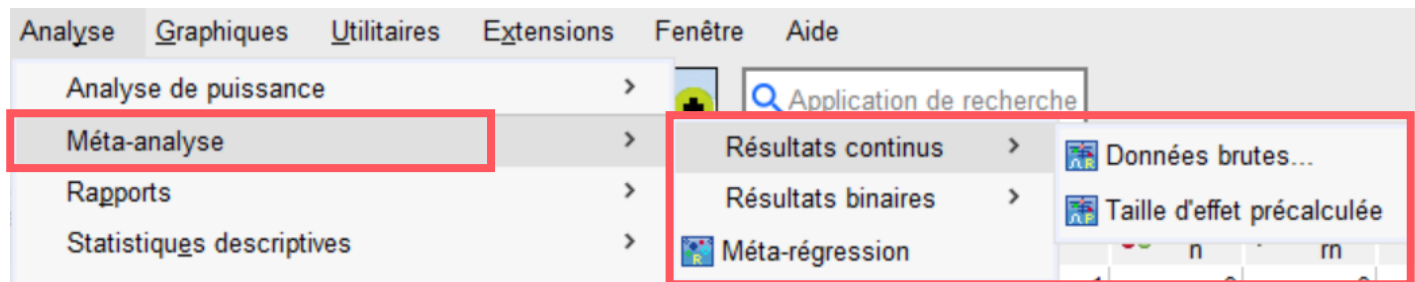 Analyse Graphiques Utilitaires Extensions Fenêtre Aide
Analyse de puissance
Application de recherche
Méta-analyse
Résultats continus
Données brutes...
Rapports
Résultats binaires
Taille d'effet précalculée
Statistiques descriptives
Méta-régression
n
rn